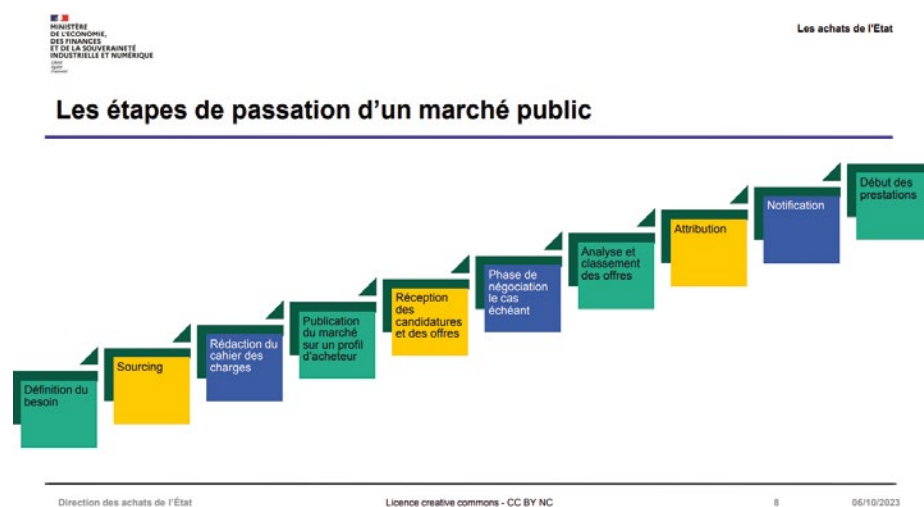 MINISTÈRE
DE L'ÉCONOMIE,
DES FINANCES
ET DE LA SOUVERAINETÉ
INDUSTRIELLE ET NUMÉRIQUE
Liberté
Égalité
Fraternité
Les achats de l'État
Les étapes de passation d'un marché public
Définition du
besoin
Sourcing
Rédaction du
cahier des
charges
Publication
du marché
sur un profil
d'acheteur
Réception
des
candidatures
et des offres
Phase de
négociation
le cas
échéant
Analyse et
classement
des offres
Attribution
Notification
Début des
prestations
Direction des achats de l'État
Licence creative commons - CC BY NC
8
06/10/2023